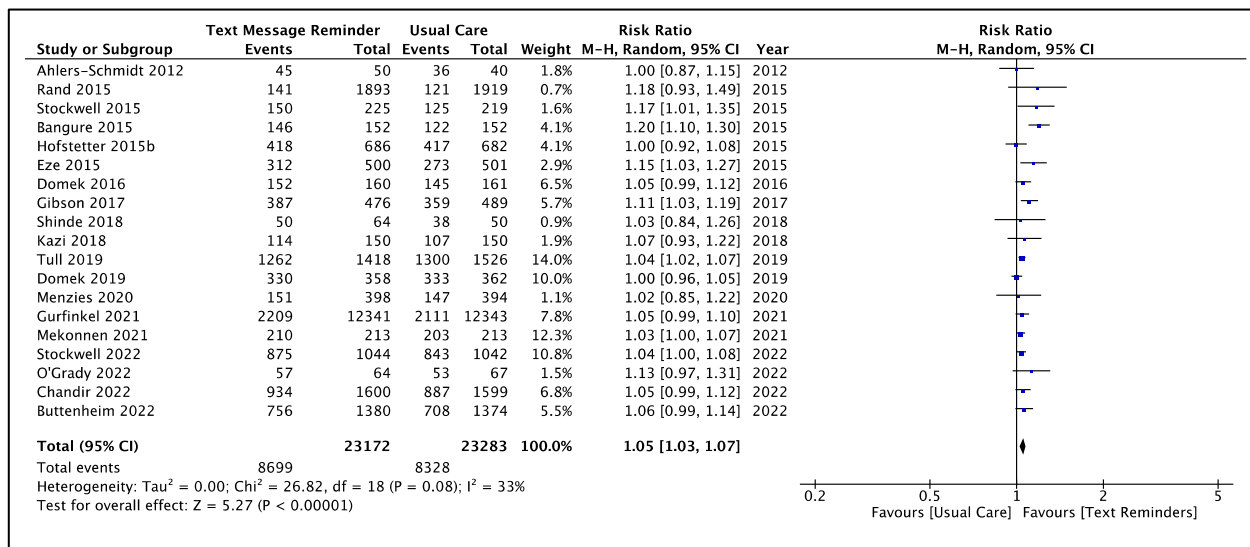 Text Message Reminder Usual Care Risk Ratio Risk Ratio
Study or Subgroup Events Total Events Total Weight M-H, Random, 95% CI Year M-H, Random, 95% CI
Ahlers-Schmidt 2012 45 50 36 40 1.8% 1.00 [0.87, 1.15] 2012
Rand 2015 141 1893 121 1919 0.7% 1.18 [0.93, 1.49] 2015
Stockwell 2015 150 225 125 219 1.6% 1.17 [1.01, 1.35] 2015
Bangure 2015 146 152 122 152 4.1% 1.20 [1.10, 1.30] 2015
Hofstetter 2015b 418 686 417 682 4.1% 1.00 [0.92, 1.08] 2015
Eze 2015 312 500 273 501 2.9% 1.15 [1.03, 1.27] 2015
Domek 2016 152 160 145 161 6.5% 1.05 [0.99, 1.12] 2016
Gibson 2017 387 476 359 489 5.7% 1.11 [1.03, 1.19] 2017
Shinde 2018 50 64 38 50 0.9% 1.03 [0.84, 1.26] 2018
Kazi 2018 114 150 107 150 1.9% 1.07 [0.93, 1.22] 2018
Tull 2019 1262 1418 1300 1526 14.0% 1.04 [1.02, 1.07] 2019
Domek 2019 330 358 333 362 10.0% 1.00 [0.96, 1.05] 2019
Menzies 2020 151 398 147 394 1.1% 1.02 [0.85, 1.22] 2020
Gurfinkel 2021 2209 12341 2111 12343 7.8% 1.05 [0.99, 1.10] 2021
Mekonnen 2021 210 213 203 213 12.3% 1.03 [1.00, 1.07] 2021
Stockwell 2022 875 1044 843 1042 10.8% 1.04 [1.00, 1.08] 2022
O'Grady 2022 57 64 53 67 1.5% 1.13 [0.97, 1.31] 2022
Chandir 2022 934 1600 887 1599 6.8% 1.05 [0.99, 1.12] 2022
Buttenheim 2022 756 1380 708 1374 5.5% 1.06 [0.99, 1.14] 2022
Total (95% CI) 23172 23283 100.0% 1.05 [1.03, 1.07]
Total events 8699 8328
Heterogeneity: Tau² = 0.00; Chi² = 26.82, df = 18 (P = 0.08); I² = 33%
Test for overall effect: Z = 5.27 (P < 0.00001)
0.2 0.5 1 2 5
Favours [Usual Care] Favours [Text Reminders]